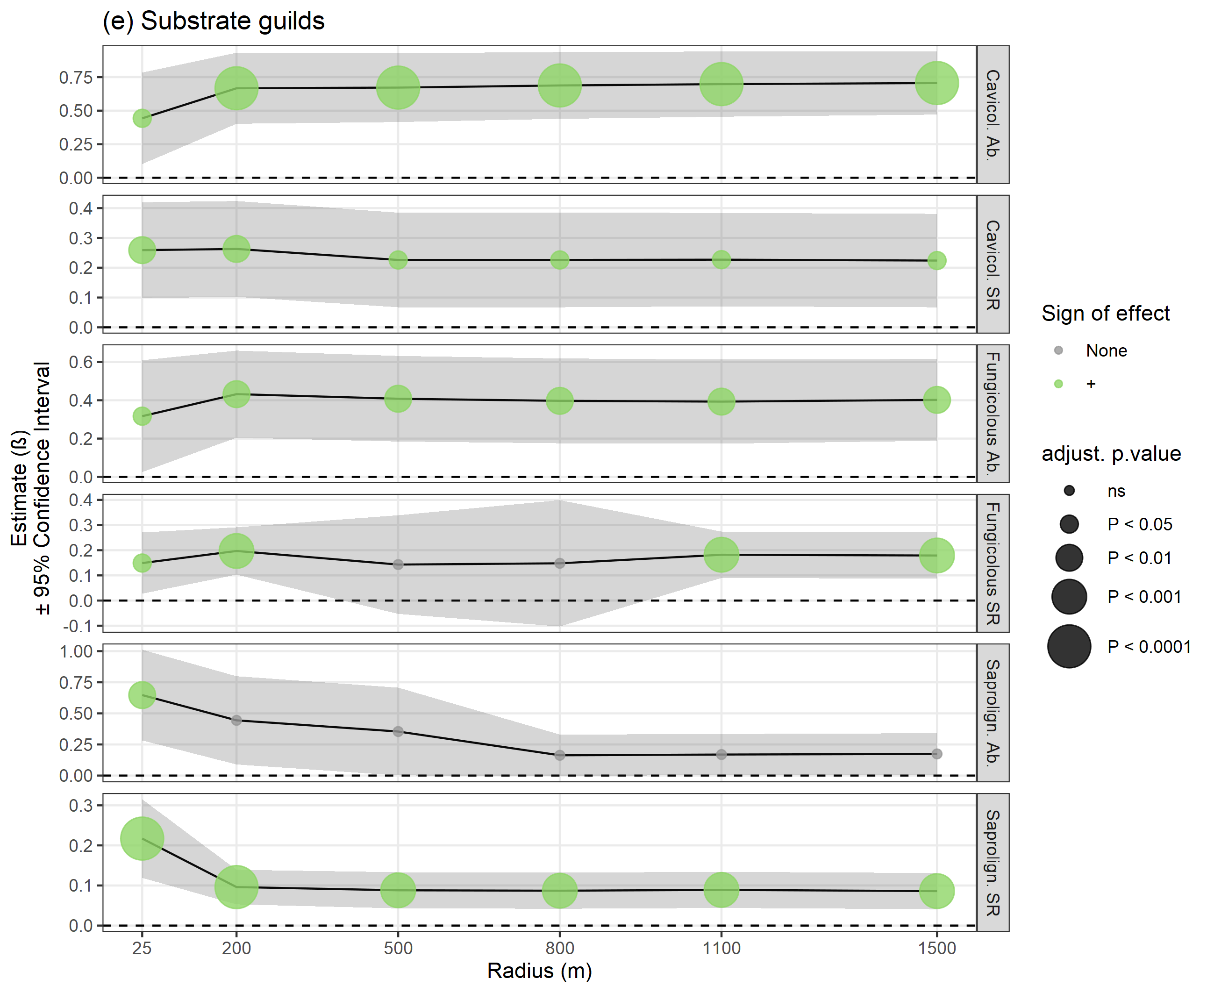 (e) Substrate guilds
Estimate (ß)
± 95% Confidence Interval
0.75
0.50
0.25
0.00
Cavicol. Ab.
0.4
0.3
0.2
0.1
0.0
Cavicol. SR
0.6
0.4
0.2
0.0
Fungicolous Ab.
0.4
0.3
0.2
0.1
0.0
-0.1
Fungicolous SR
1.00
0.75
0.50
0.25
0.00
Saprolign. Ab.
0.3
0.2
0.1
0.0
Saprolign. SR
25 200 500 800 1100 1500
Radius (m)
Sign of effect
None
+
adjust. p.value
ns
P < 0.05
P < 0.01
P < 0.001
P < 0.0001